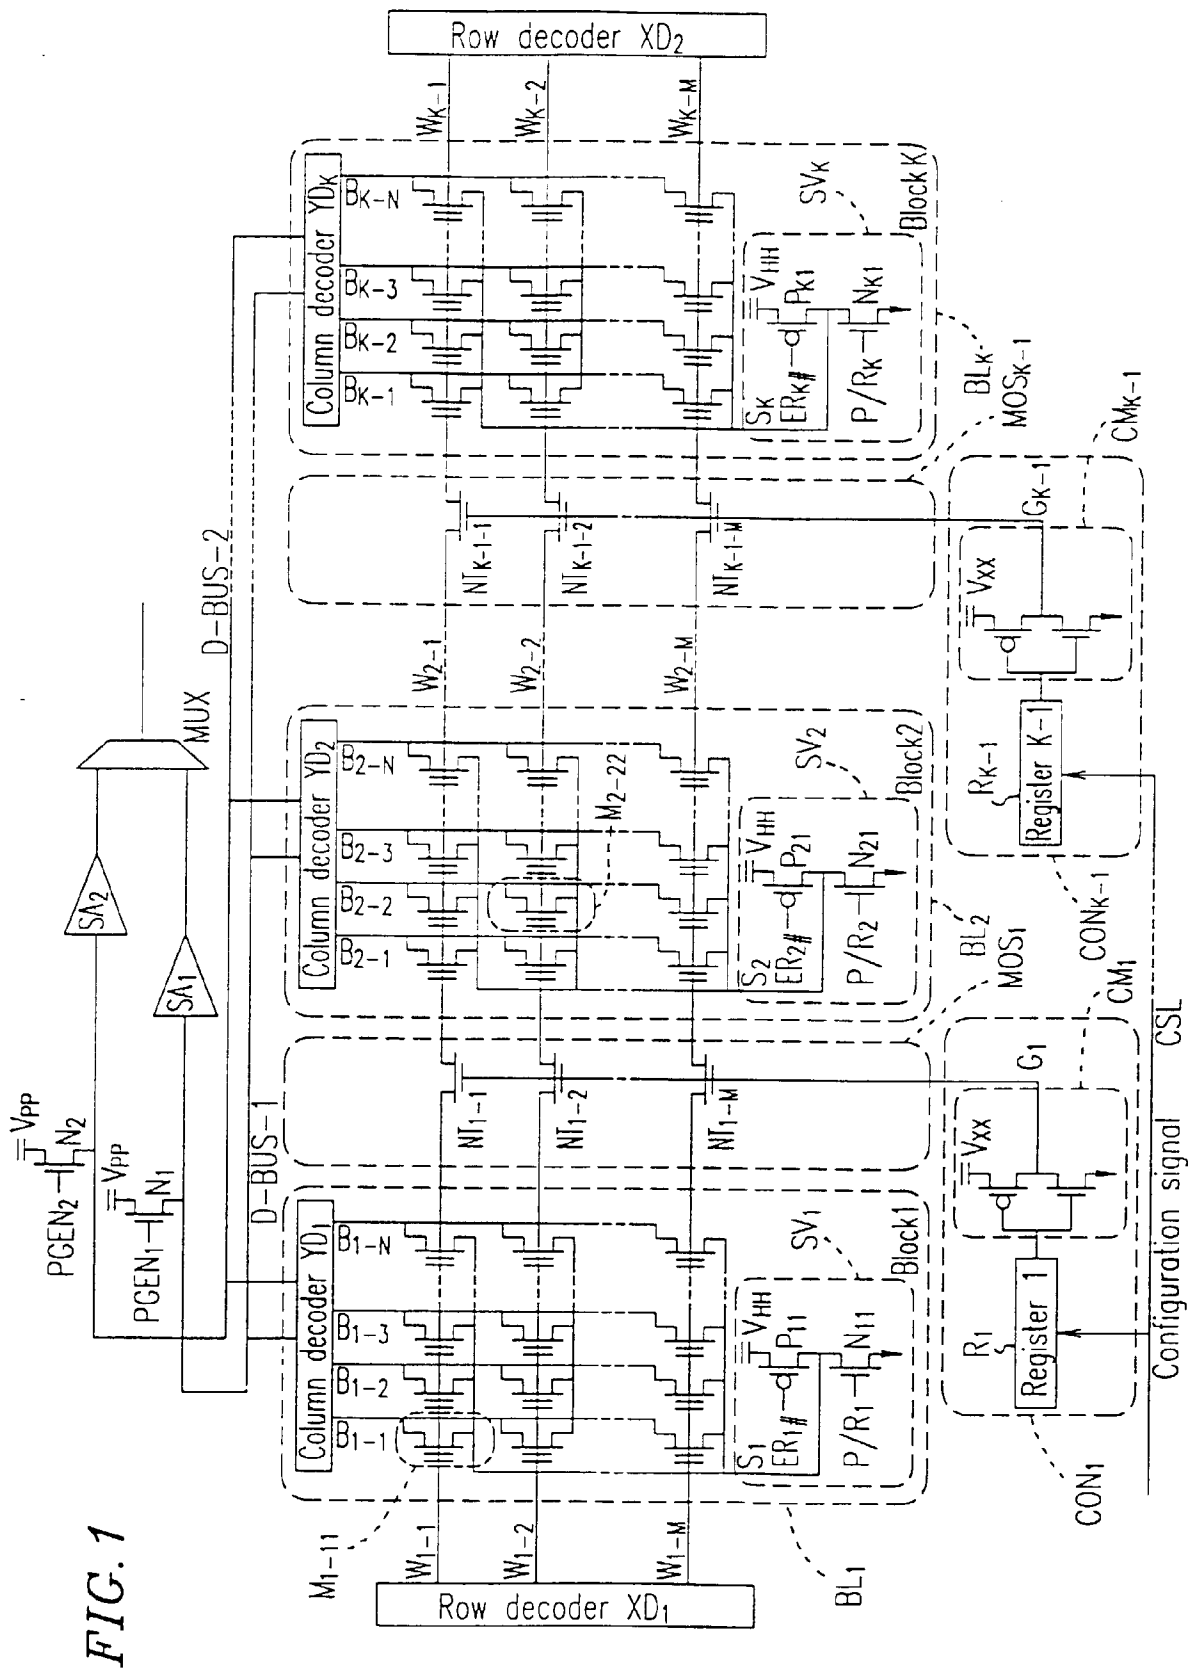 FIG. 1
Row decoder XD1
W1-1
W1-2
W1-M
M1-11
BL1
PGEN2
VPP
N2
PGEN1
VPP
N1
SA2
SA1
MUX
D-BUS-1
D-BUS-2
Column decoder YD1
B1-1
B1-2
B1-3
B1-N
S1
ER1#
VHH
P11
P/R1
N11
SV1
Block1
NT1-1
NT1-2
NT1-M
MOS1
Column decoder YD2
B2-1
B2-2
B2-3
B2-N
M2-22
S2
ER2#
VHH
P21
P/R2
N21
SV2
Block2
BL2
W2-1
W2-2
W2-M
NTK-1-1
NTK-1-2
NTK-1-M
MOSK-1
Column decoder YDK
BK-1
BK-2
BK-3
BK-N
SK
ERK#
VHH
PK1
P/RK
NK1
SVK
BlockK
BLK
WK-1
WK-2
WK-M
Row decoder XD2
CON1
R1
Register 1
VXX
G1
CM1
CONK-1
RK-1
Register K-1
VXX
GK-1
CMK-1
Configuration signal CSL